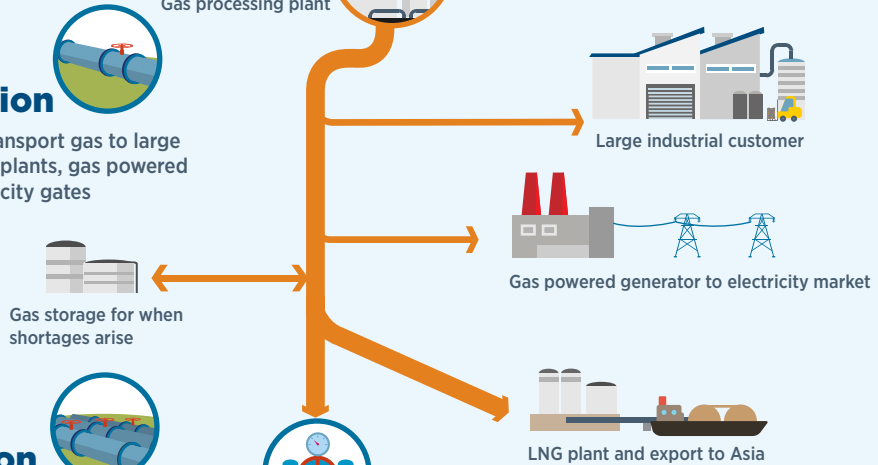 Gas processing plant
ion
ansport gas to large
plants, gas powered
city gates
Large industrial customer
Gas powered generator to electricity market
Gas storage for when
shortages arise
LNG plant and export to Asia
on